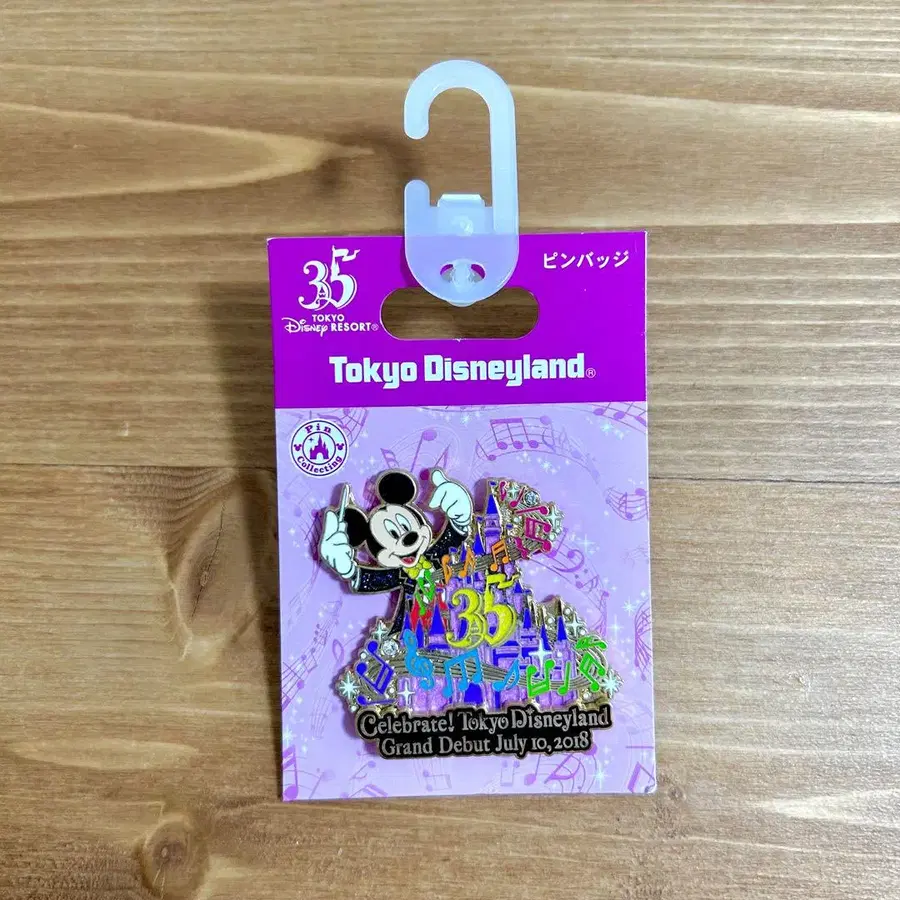 35
TOKYO
Disney RESORT®
ピンバッジ
Tokyo Disneyland®
Pin
Collecting
35
Celebrate! Tokyo Disneyland
Grand Debut July 10, 2018